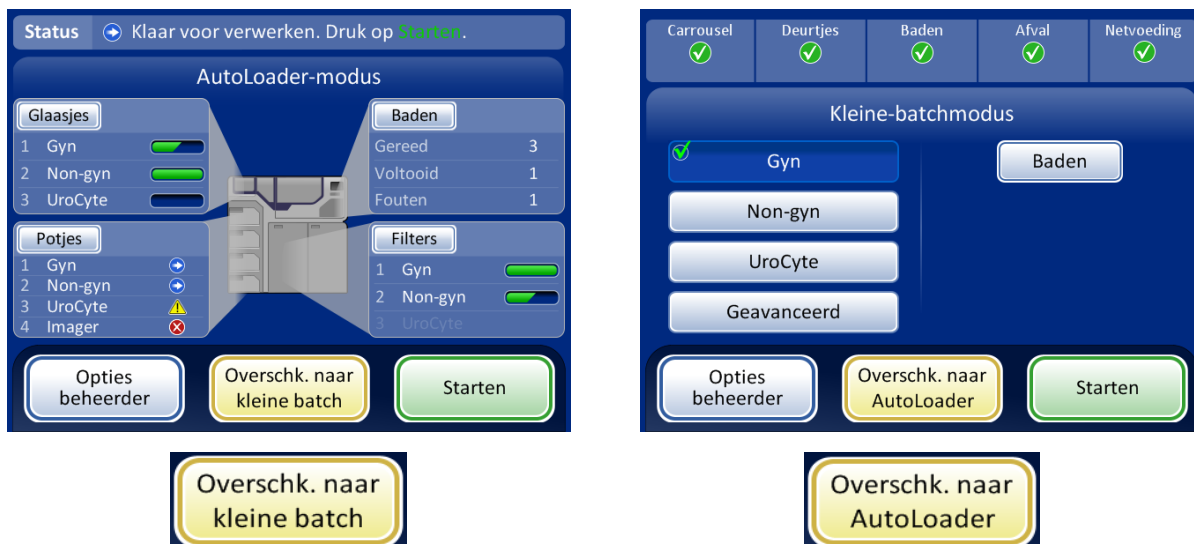 Status Klaar voor verwerken. Druk op Starten.
AutoLoader-modus
Glaasjes
1 Gyn
2 Non-gyn
3 UroCyte
Baden
Gereed 3
Voltooid 1
Fouten 1
Potjes
1 Gyn
2 Non-gyn
3 UroCyte
4 Imager
Filters
1 Gyn
2 Non-gyn
3 UroCyte
Opties
beheerder
Overschk. naar
kleine batch
Starten
Overschk. naar
kleine batch
Carrousel Deurtjes Baden Afval Netvoeding
Kleine-batchmodus
Gyn
Non-gyn
UroCyte
Geavanceerd
Baden
Opties
beheerder
Overschk. naar
AutoLoader
Starten
Overschk. naar
AutoLoader